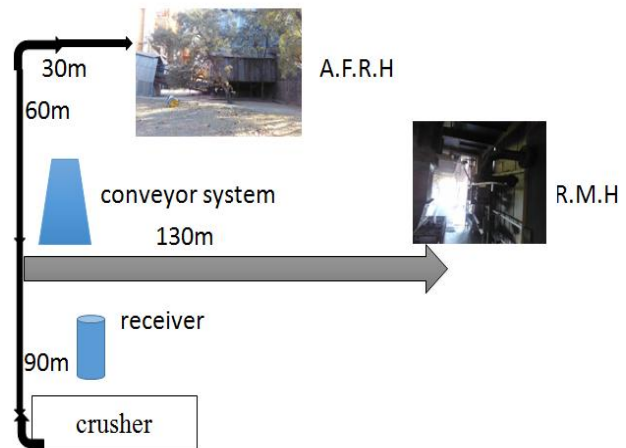 30m
A.F.R.H
60m
R.M.H
conveyor system
130m
receiver
90m
crusher